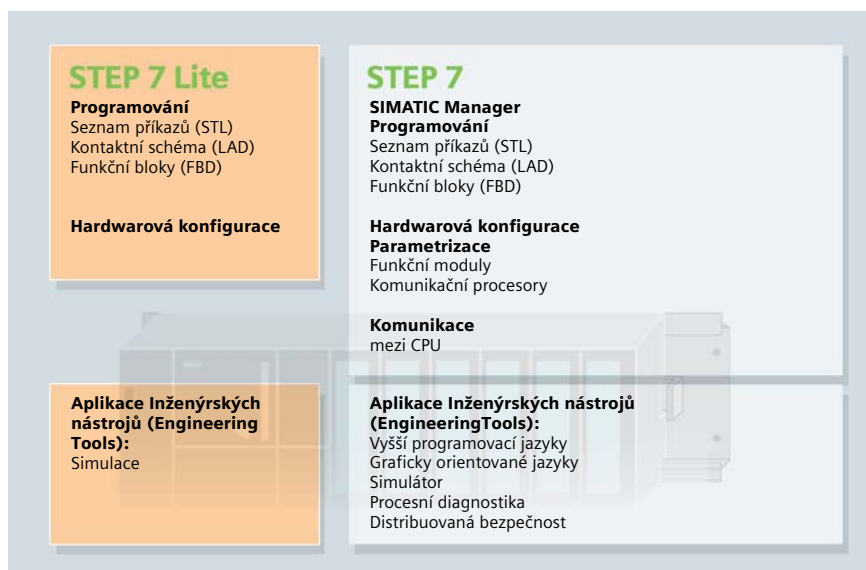 STEP 7 Lite
Programování
Seznam příkazů (STL)
Kontaktní schéma (LAD)
Funkční bloky (FBD)
Hardwarová konfigurace
STEP 7
SIMATIC Manager
Programování
Seznam příkazů (STL)
Kontaktní schéma (LAD)
Funkční bloky (FBD)
Hardwarová konfigurace
Parametrizace
Funkční moduly
Komunikační procesory
Komunikace
mezi CPU
Aplikace Inženýrských
nástrojů (Engineering
Tools):
Simulace
Aplikace Inženýrských nástrojů
(EngineeringTools):
Vyšší programovací jazyky
Graficky orientované jazyky
Simulátor
Procesní diagnostika
Distribuovaná bezpečnost